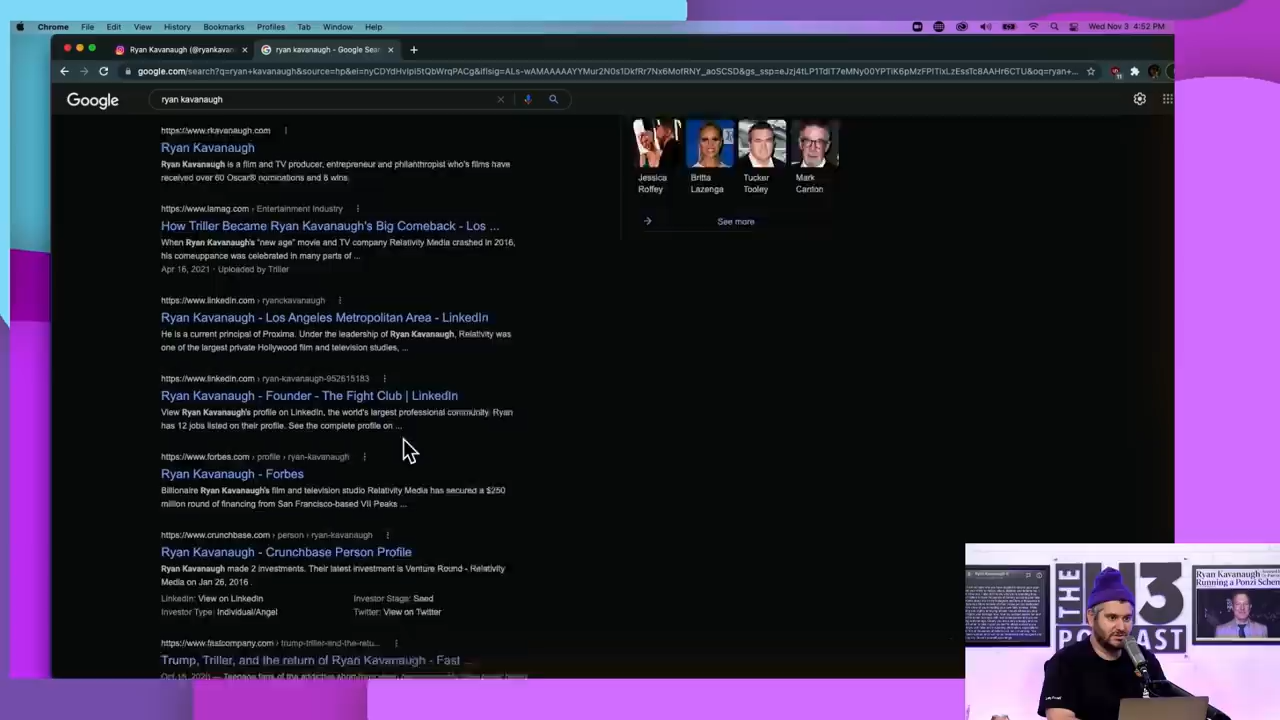 Chrome File Edit View History Bookmarks Profiles Tab Window Help Wed Nov 3 4:52 PM
Ryan Kavanaugh (@ryankavan ryan kavanaugh - Google Sear
Google ryan kavanaugh
https://www.rkavanaugh.com
Ryan Kavanaugh
Ryan Kavanaugh is a film and TV producer, entrepreneur and philanthropist who's films have
received over 60 Oscar® nominations and 8 wins.
https://www.lamag.com › Entertainment Industry
How Triller Became Ryan Kavanaugh's Big Comeback - Los ...
When Ryan Kavanaugh's "new age" movie and TV company Relativity Media crashed in 2016,
his comeuppance was celebrated in many parts of ...
Apr 16, 2021 · Uploaded by Triller
https://www.linkedin.com › ryanckavanaugh
Ryan Kavanaugh - Los Angeles Metropolitan Area - LinkedIn
He is a current principal of Proxima. Under the leadership of Ryan Kavanaugh, Relativity was
one of the largest private Hollywood film and television studios, ...
https://www.linkedin.com › ryan-kavanaugh-952615183
Ryan Kavanaugh - Founder - The Fight Club | LinkedIn
View Ryan Kavanaugh's profile on LinkedIn, the world's largest professional community. Ryan
has 12 jobs listed on their profile. See the complete profile on ...
https://www.forbes.com › profile › ryan-kavanaugh
Ryan Kavanaugh - Forbes
Billionaire Ryan Kavanaugh's film and television studio Relativity Media has secured a $250
million round of financing from San Francisco-based VII Peaks ...
https://www.crunchbase.com › person › ryan-kavanaugh
Ryan Kavanaugh - Crunchbase Person Profile
Ryan Kavanaugh made 2 investments. Their latest investment is Venture Round - Relativity
Media on Jan 26, 2016 .
LinkedIn: View on LinkedIn Investor Stage: Seed
Investor Type: Individual/Angel Twitter: View on Twitter
https://www.fastcompany.com › trump-triller-and-the-retu...
Trump, Triller, and the return of Ryan Kavanaugh - Fast ...
Jessica
Roffey
Britta
Lazenga
Tucker
Tooley
Mark
Canton
See more
THE H3
PODCAST
Ryan Kavanaugh
Running a Ponzi Schem